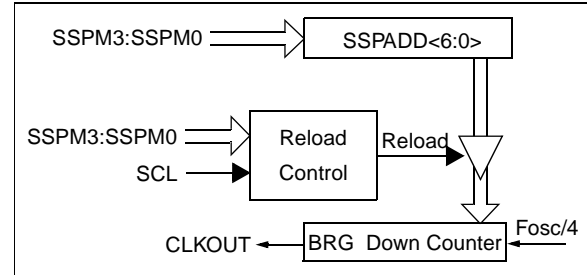 SSPM3:SSPM0
SSPADD<6:0>
SSPM3:SSPM0
Reload
Control
Reload
SCL
CLKOUT
BRG Down Counter
Fosc/4